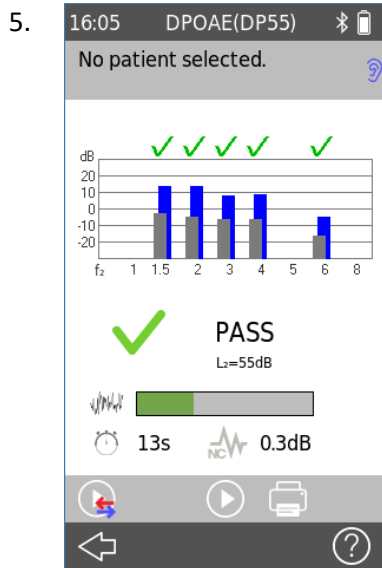 5.
16:05 DPOAE(DP55)
No patient selected.
dB
20
10
0
-10
-20
f₂ 1 1.5 2 3 4 5 6 8
PASS
L₂=55dB
13s NC 0.3dB
?